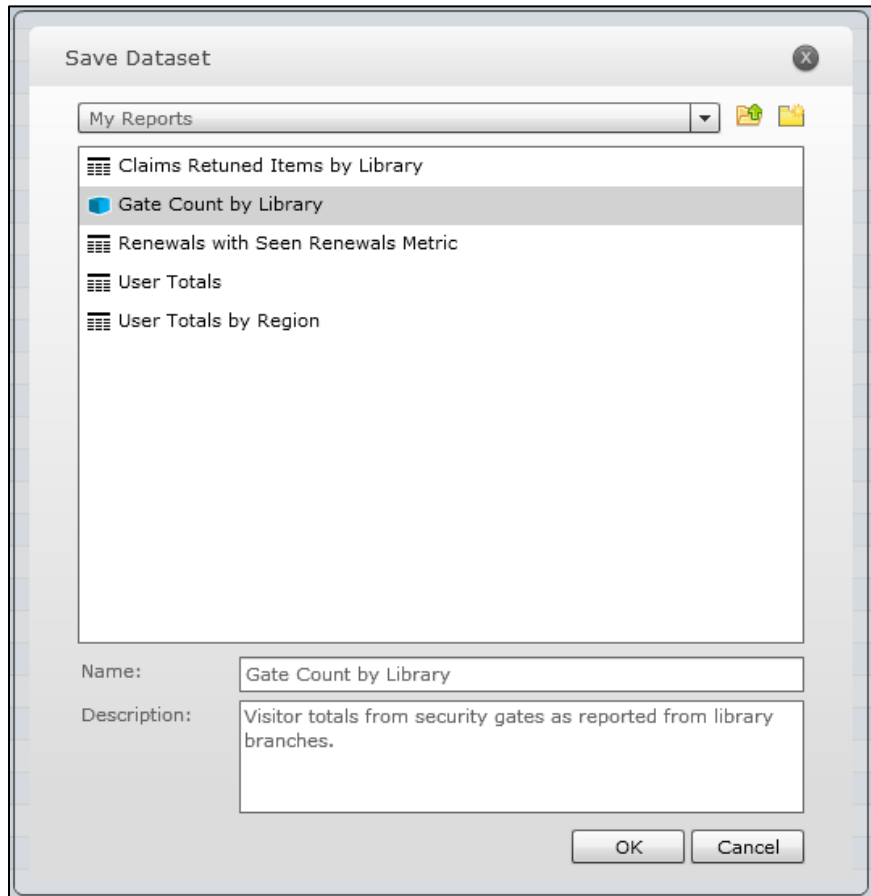 Save Dataset
X
My Reports
Claims Retuned Items by Library
Gate Count by Library
Renewals with Seen Renewals Metric
User Totals
User Totals by Region
Name:
Gate Count by Library
Description:
Visitor totals from security gates as reported from library
branches.
OK
Cancel